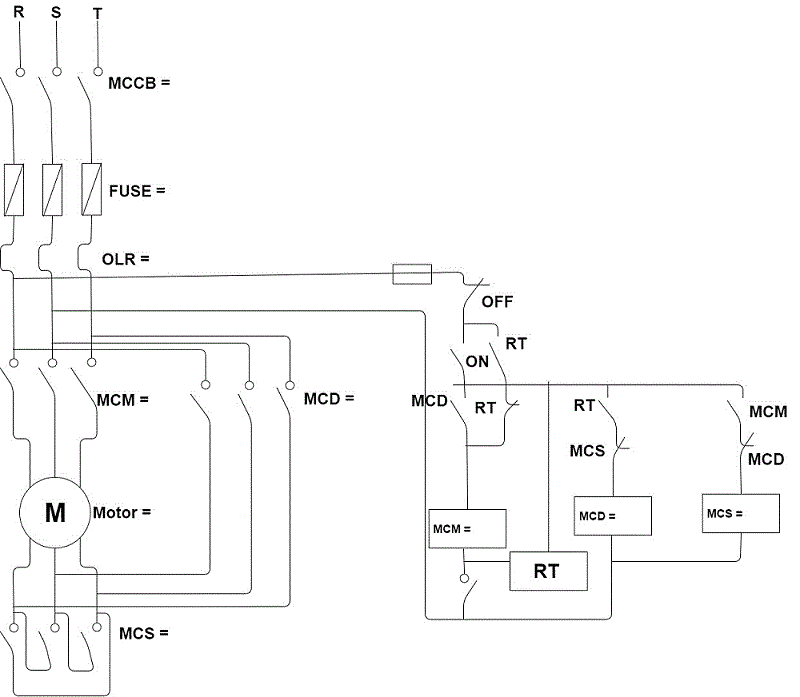 R S T
MCCB =
FUSE =
OLR =
OFF
RT
ON
MCM =
MCD =
MCD
RT
RT
MCM
MCS
MCD
M
Motor =
MCM =
MCD =
MCS =
RT
MCS =